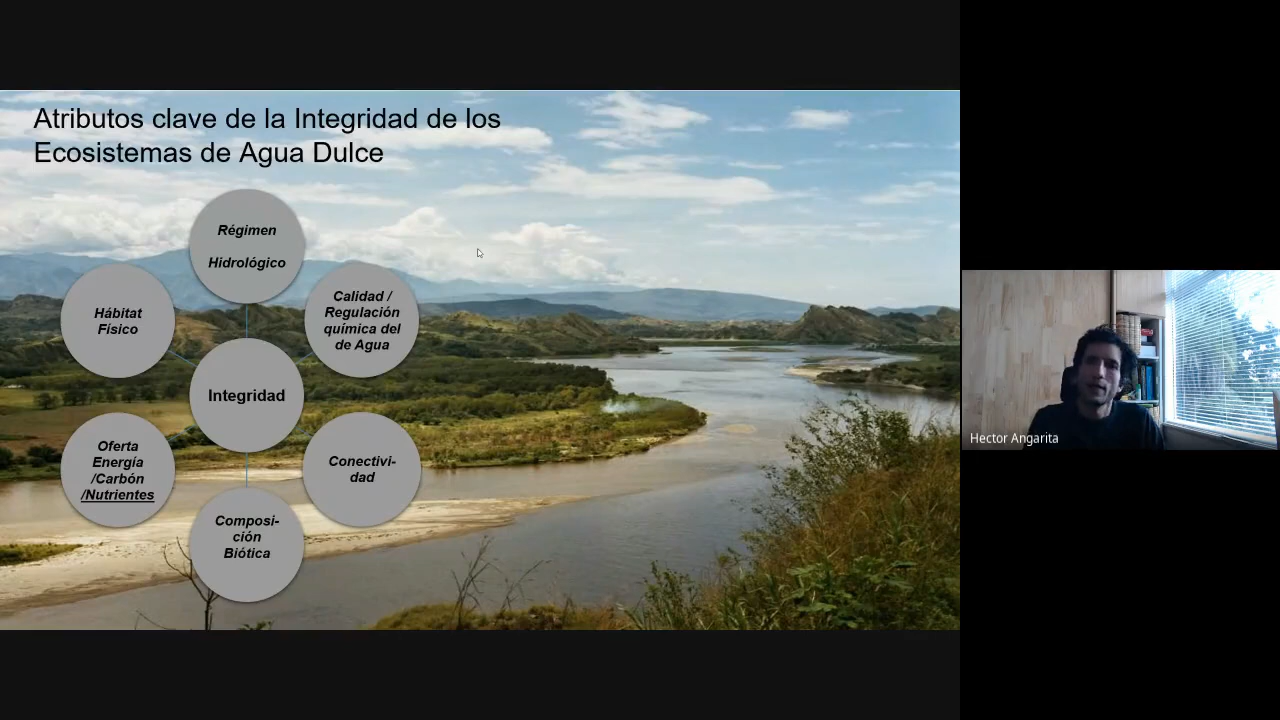 Atributos clave de la Integridad de los
Ecosistemas de Agua Dulce
Régimen
Hidrológico
Calidad /
Regulación
química del
de Agua
Hábitat
Físico
Integridad
Oferta
Energía
/Carbón
/Nutrientes
Conectivi-
dad
Composi-
ción
Biótica
Hector Angarita